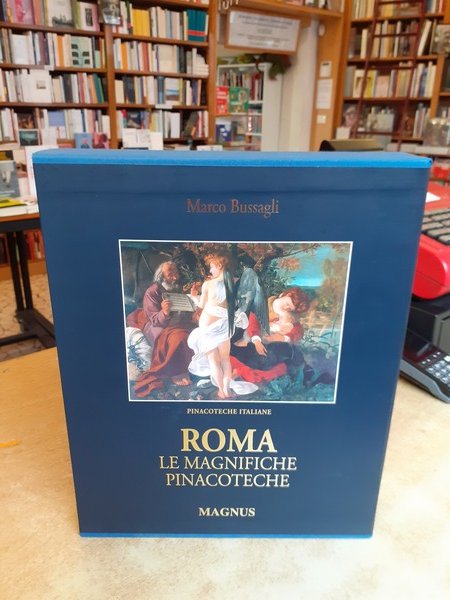 Marco Bussagli
PINACOTECHE ITALIANE
ROMA
LE MAGNIFICHE
PINACOTECHE
MAGNUS